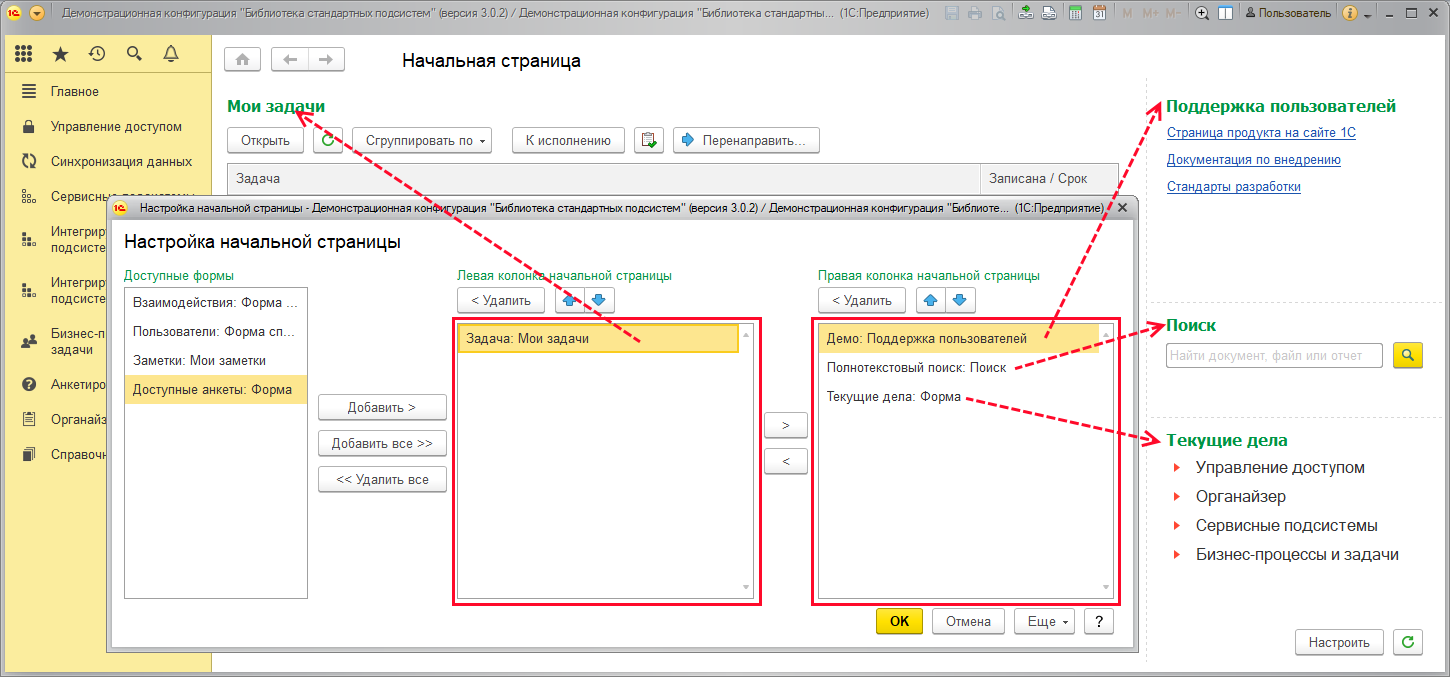 Демонстрационная конфигурация "Библиотека стандартных подсистем" (версия 3.0.2) / Демонстрационная конфигурация "Библиотека стандартны... (1С:Предприятие)
M M+ M-
Пользователь
Начальная страница
Главное
Управление доступом
Синхронизация данных
Сервисные подсистемы
Интегрир
подсисте
Интегрир
подсисте
Бизнес-п
задачи
Анкетиро
Органайз
Справочн
Мои задачи
Открыть
Сгруппировать по
К исполнению
Перенаправить...
Задача
Записана / Срок
Настройка начальной страницы - Демонстрационная конфигурация "Библиотека стандартных подсистем" (версия 3.0.2) / Демонстрационная конфигурация "Библиоте... (1С:Предприятие)
Настройка начальной страницы
Доступные формы
Взаимодействия: Форма ...
Пользователи: Форма сп...
Заметки: Мои заметки
Доступные анкеты: Форма
Добавить >
Добавить все >>
<< Удалить все
Левая колонка начальной страницы
< Удалить
Задача: Мои задачи
>
<
Правая колонка начальной страницы
< Удалить
Демо: Поддержка пользователей
Полнотекстовый поиск: Поиск
Текущие дела: Форма
OK
Отмена
Еще
?
Поддержка пользователей
Страница продукта на сайте 1С
Документация по внедрению
Стандарты разработки
Поиск
Найти документ, файл или отчет
Текущие дела
Управление доступом
Органайзер
Сервисные подсистемы
Бизнес-процессы и задачи
Настроить